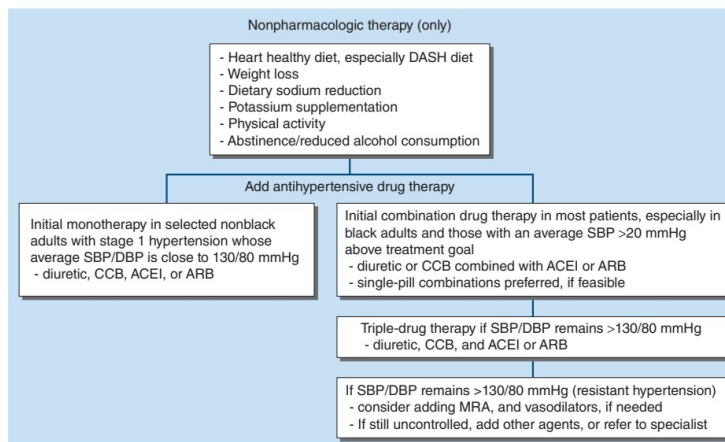 Nonpharmacologic therapy (only)
- Heart healthy diet, especially DASH diet
- Weight loss
- Dietary sodium reduction
- Potassium supplementation
- Physical activity
- Abstinence/reduced alcohol consumption
Add antihypertensive drug therapy
Initial monotherapy in selected nonblack
adults with stage 1 hypertension whose
average SBP/DBP is close to 130/80 mmHg
- diuretic, CCB, ACEI, or ARB
Initial combination drug therapy in most patients, especially in
black adults and those with an average SBP >20 mmHg
above treatment goal
- diuretic or CCB combined with ACEI or ARB
- single-pill combinations preferred, if feasible
Triple-drug therapy if SBP/DBP remains >130/80 mmHg
- diuretic, CCB, and ACEI or ARB
If SBP/DBP remains >130/80 mmHg (resistant hypertension)
- consider adding MRA, and vasodilators, if needed
- If still uncontrolled, add other agents, or refer to specialist